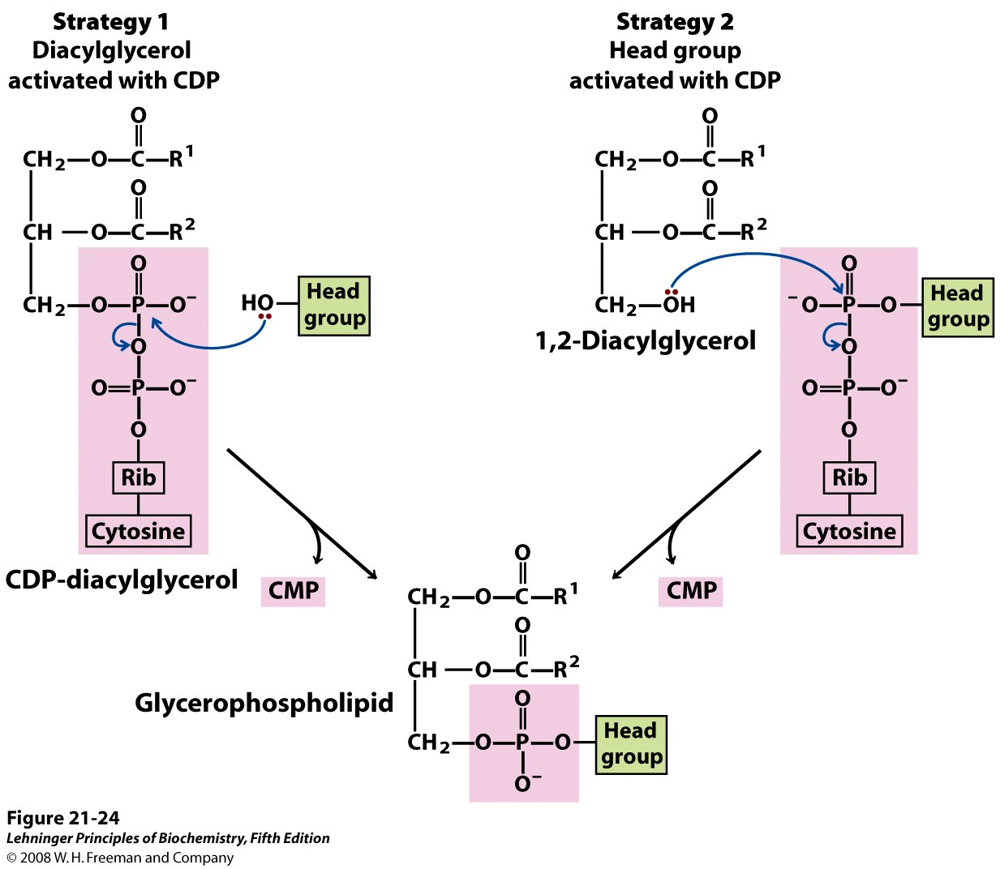 Strategy 1
Diacylglycerol
activated with CDP
Strategy 2
Head group
activated with CDP
O
CH2—O—C—R1
O
CH—O—C—R2
O
CH2—O—P—O−
HO—Head
group
O
O=P—O−
O
Rib
Cytosine
CDP-diacylglycerol
CMP
O
CH2—O—C—R1
O
CH—O—C—R2
CH2—OH
1,2-Diacylglycerol
O
−O—P—O—Head
group
O
O=P—O−
O
Rib
Cytosine
CMP
O
CH2—O—C—R1
O
CH—O—C—R2
Glycerophospholipid
O
CH2—O—P—O—Head
group
O−
Figure 21-24
Lehninger Principles of Biochemistry, Fifth Edition
© 2008 W. H. Freeman and Company